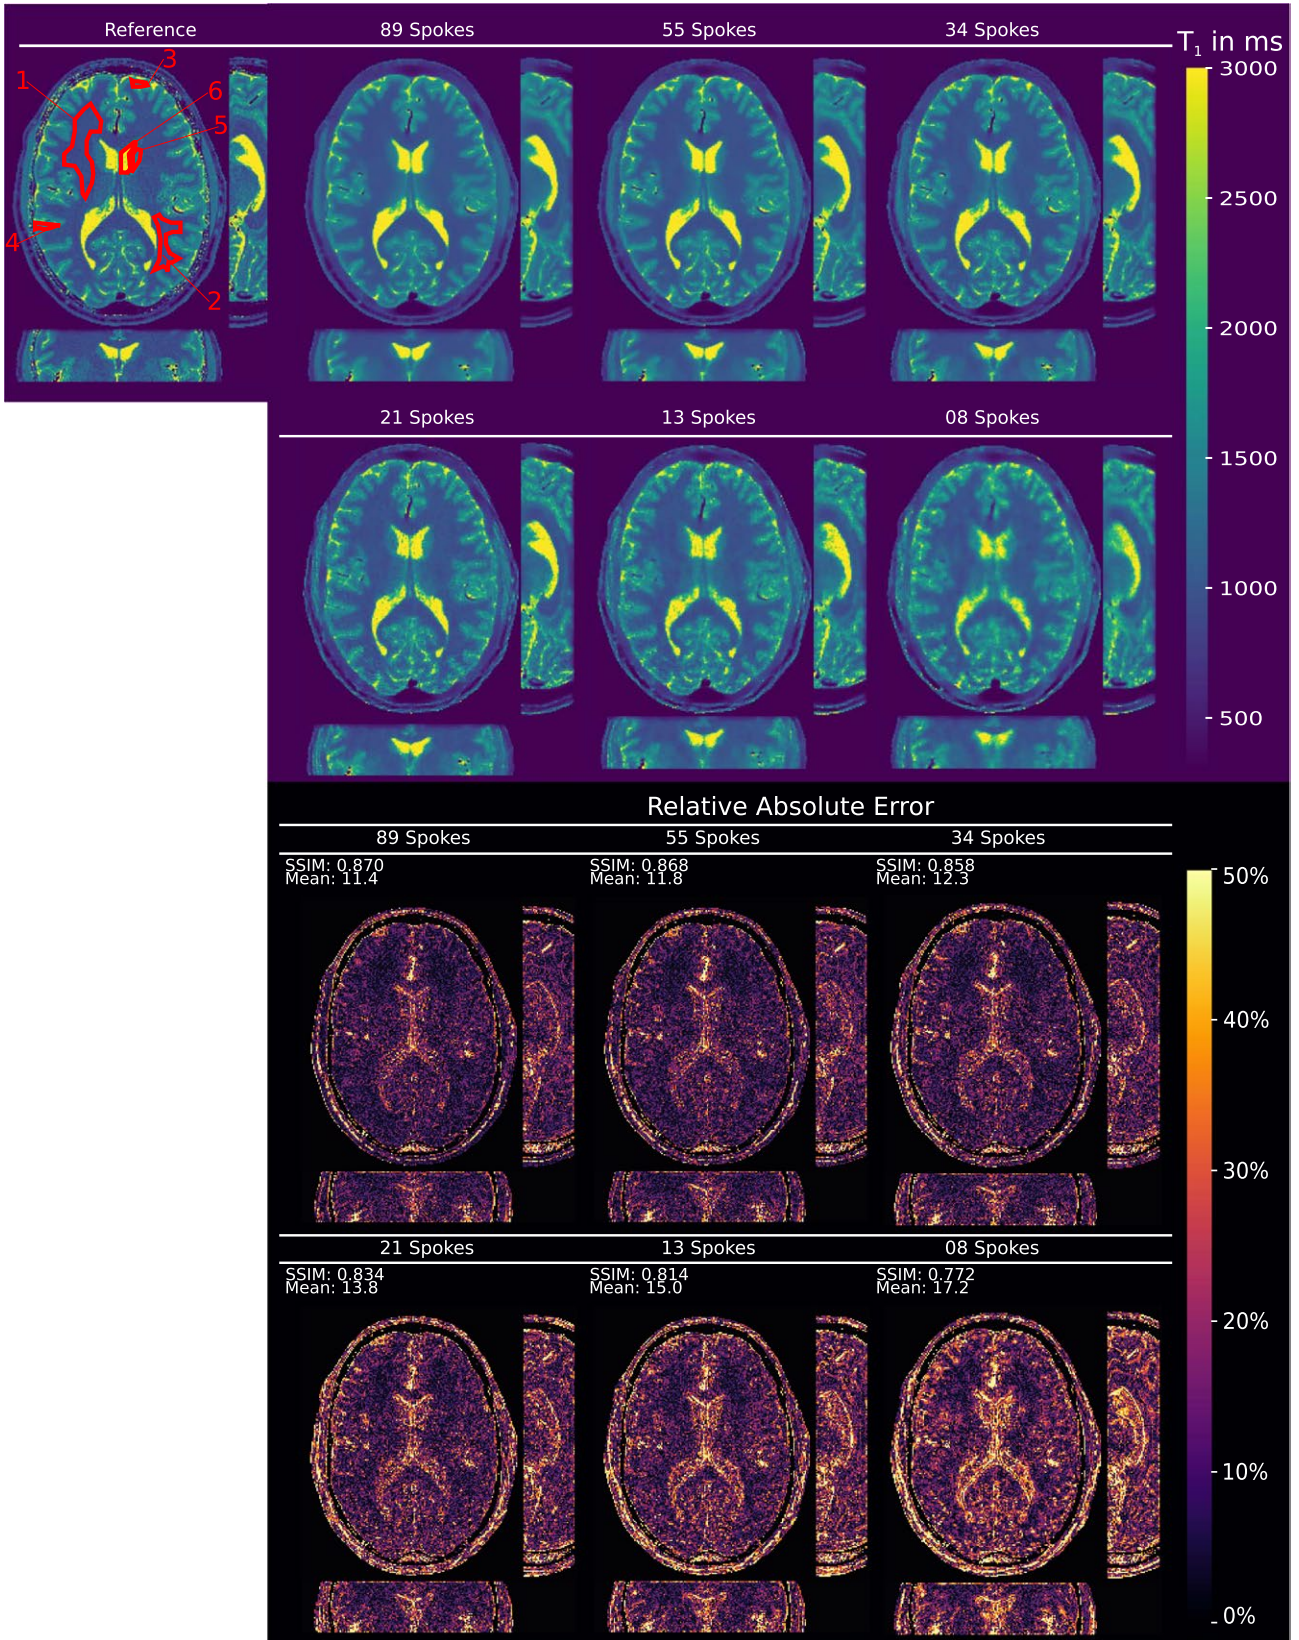 Reference
89 Spokes
55 Spokes
34 Spokes
T1 in ms
3
1
6
5
4
2
3000
2500
2000
1500
1000
500
21 Spokes
13 Spokes
08 Spokes
Relative Absolute Error
89 Spokes
55 Spokes
34 Spokes
SSIM: 0.870
Mean: 11.4
SSIM: 0.868
Mean: 11.8
SSIM: 0.858
Mean: 12.3
50%
40%
30%
20%
10%
0%
21 Spokes
13 Spokes
08 Spokes
SSIM: 0.834
Mean: 13.8
SSIM: 0.814
Mean: 15.0
SSIM: 0.772
Mean: 17.2